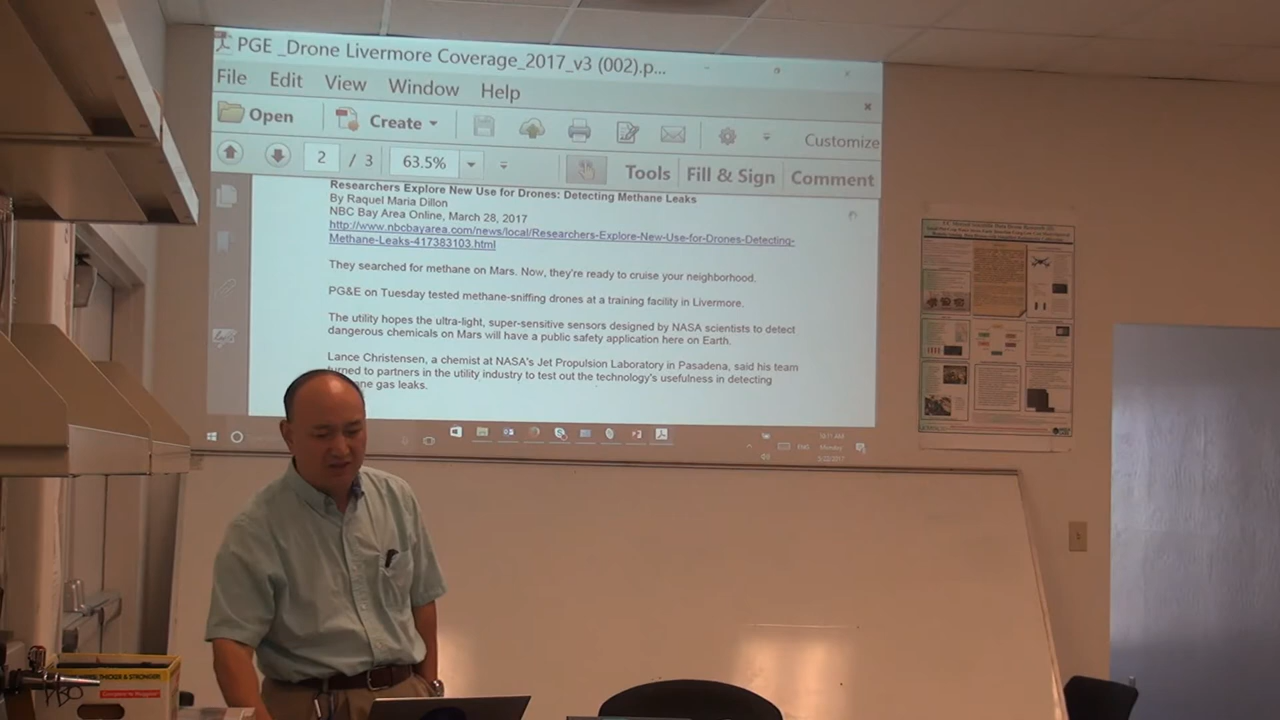 PGE _Drone Livermore Coverage_2017_v3 (002).p...
File Edit View Window Help
Open Create Customize
2 / 3 63.5% Tools Fill & Sign Comment
Researchers Explore New Use for Drones: Detecting Methane Leaks
By Raquel Maria Dillon
NBC Bay Area Online, March 28, 2017
http://www.nbcbayarea.com/news/local/Researchers-Explore-New-Use-for-Drones-Detecting-
Methane-Leaks-417383103.html
They searched for methane on Mars. Now, they're ready to cruise your neighborhood.
PG&E on Tuesday tested methane-sniffing drones at a training facility in Livermore.
The utility hopes the ultra-light, super-sensitive sensors designed by NASA scientists to detect
dangerous chemicals on Mars will have a public safety application here on Earth.
Lance Christensen, a chemist at NASA's Jet Propulsion Laboratory in Pasadena, said his team
turned to partners in the utility industry to test out the technology's usefulness in detecting
gas leaks.
ENG
Monday
5/22/2017
THICKER & STRONGER